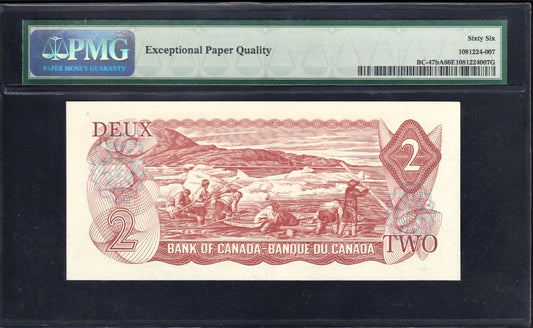 PMG
PAPER MONEY GUARANTY
Exceptional Paper Quality
Sixty Six
1081224-007
BC-47bA66E1081224007G
DEUX
2
2
BANK OF CANADA-BANQUE DU CANADA
TWO